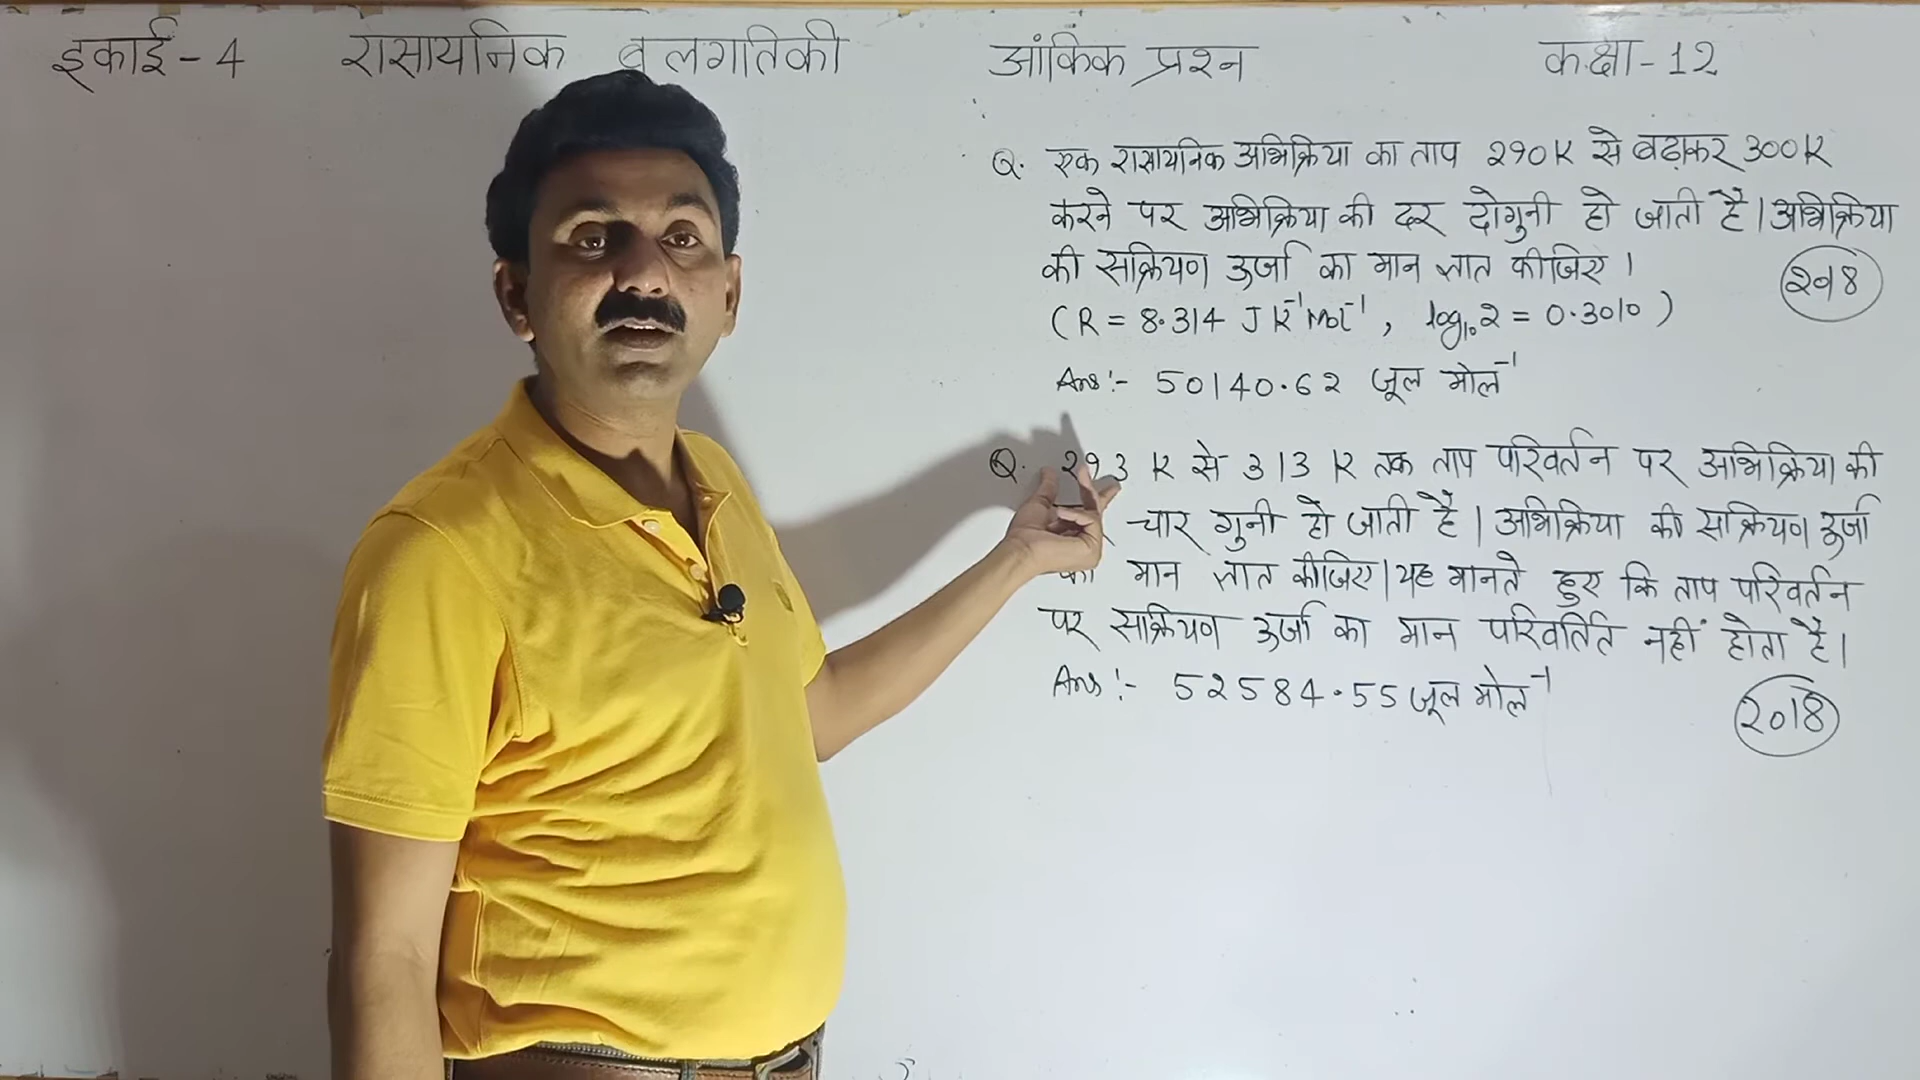 इकाई - 4 रासायनिक बलगतिकी आंकिक प्रश्न कक्षा - 12
Q. एक रासायनिक अभिक्रिया का ताप 290K से बढ़ाकर 300K
करने पर अभिक्रिया की दर दोगुनी हो जाती है। अभिक्रिया
की सक्रियण ऊर्जा का मान ज्ञात कीजिए।
2018
(R = 8.314 J K⁻¹ mol⁻¹, log₁₀2 = 0.3010)
Ans:- 50140.62 जूल मोल⁻¹
Q. 293 K से 313 K तक ताप परिवर्तन पर अभिक्रिया की
चार गुनी हो जाती है। अभिक्रिया की सक्रियण ऊर्जा
का मान ज्ञात कीजिए। यह मानते हुए कि ताप परिवर्तन
पर सक्रियण ऊर्जा का मान परिवर्तित नहीं होता है।
Ans:- 52584.55 जूल मोल⁻¹
2018